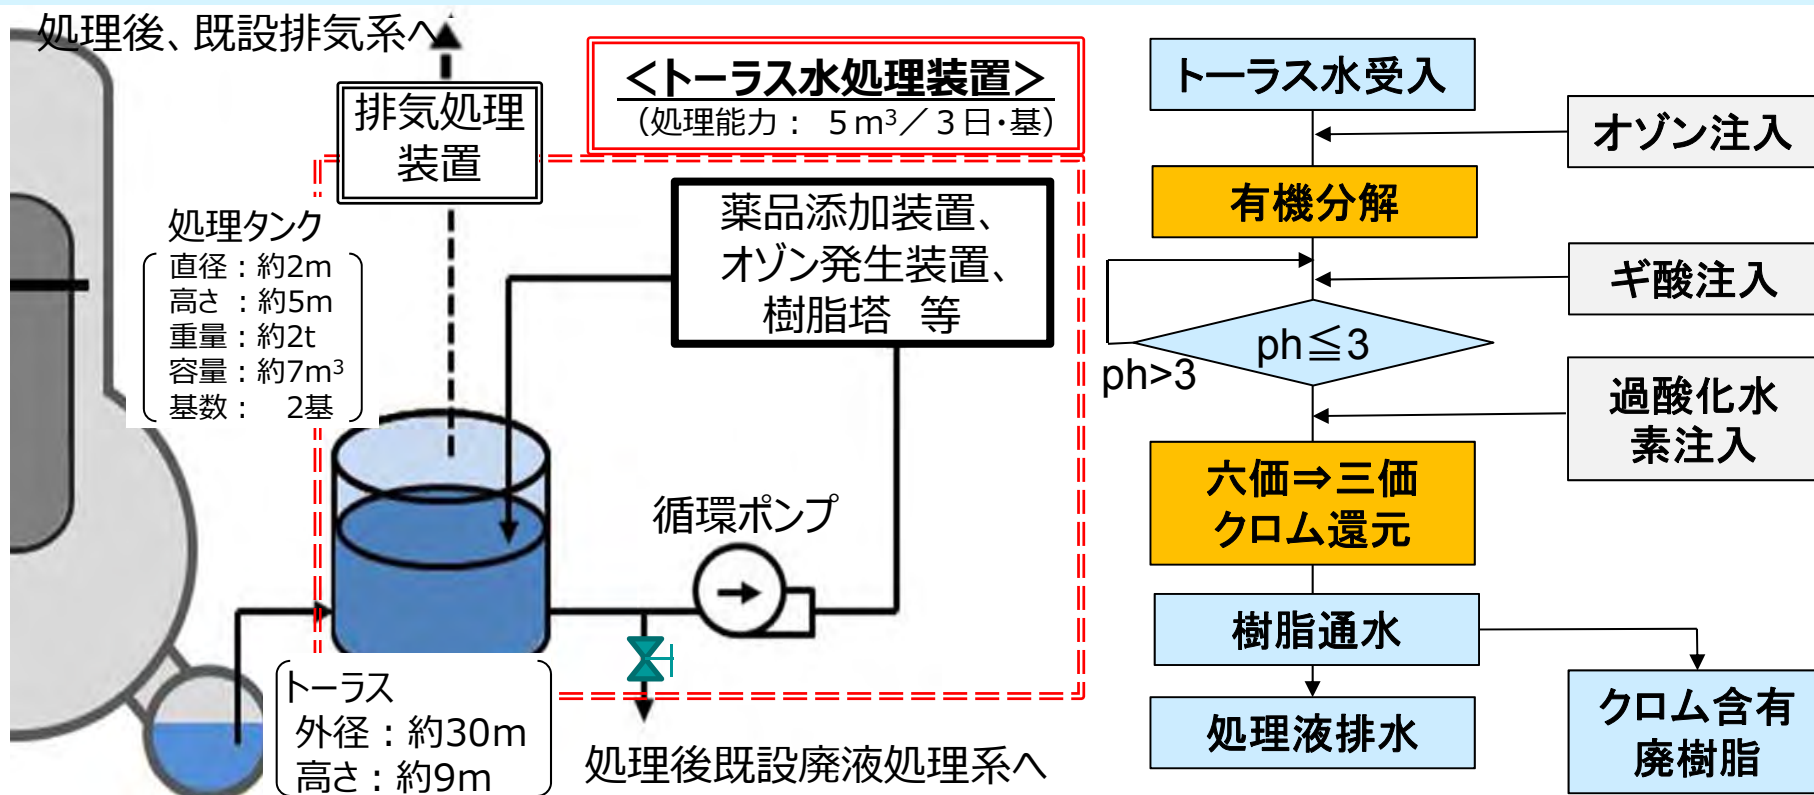 処理後、既設排気系へ
排気処理
装置
<トーラス水処理装置>
（処理能力： 5m³／3日･基）
処理タンク
直径：約2m
高さ：約5m
重量：約2t
容量：約7m³
基数： 2基
薬品添加装置、
オゾン発生装置、
樹脂塔 等
循環ポンプ
トーラス
外径：約30m
高さ：約9m
処理後既設廃液処理系へ
トーラス水受入
オゾン注入
有機分解
ギ酸注入
ph≦3
ph>3
過酸化水
素注入
六価⇒三価
クロム還元
樹脂通水
処理液排水
クロム含有
廃樹脂